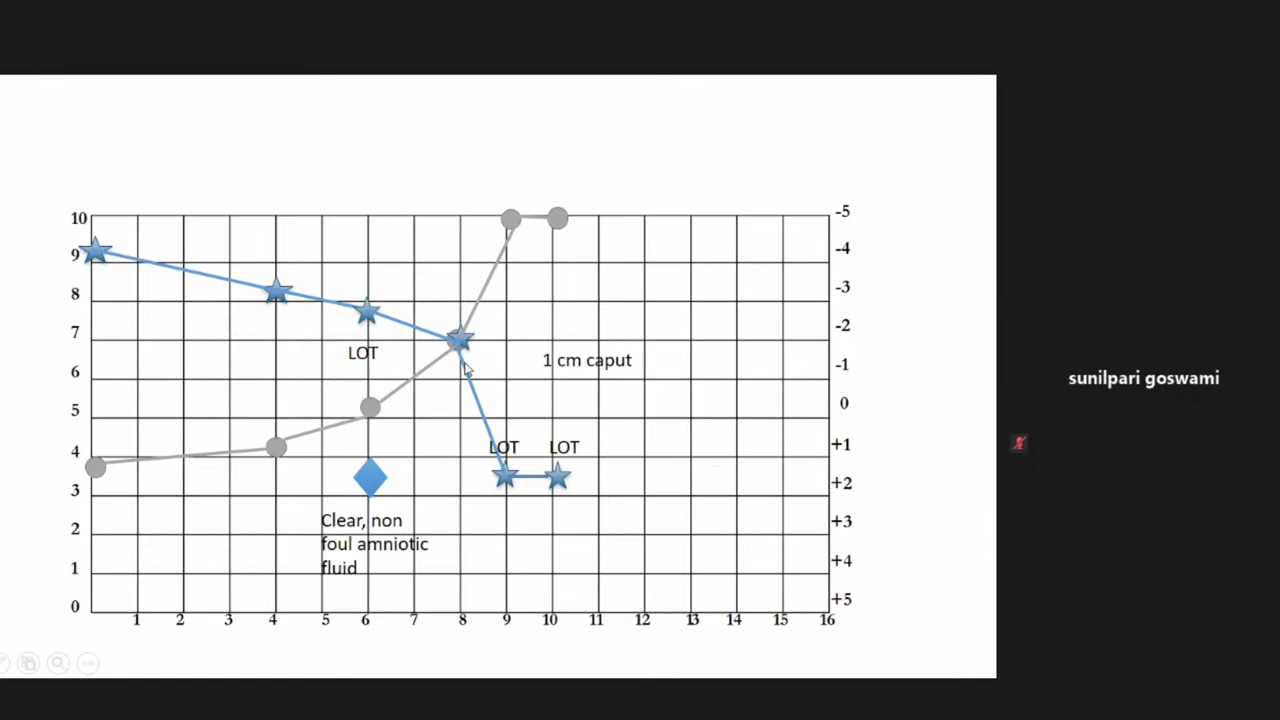 10
9
8
7
6
5
4
3
2
1
0
-5
-4
-3
-2
-1
0
+1
+2
+3
+4
+5
LOT
1 cm caput
LOT LOT
Clear, non
foul amniotic
fluid
1 2 3 4 5 6 7 8 9 10 11 12 13 14 15 16
sunilpari goswami